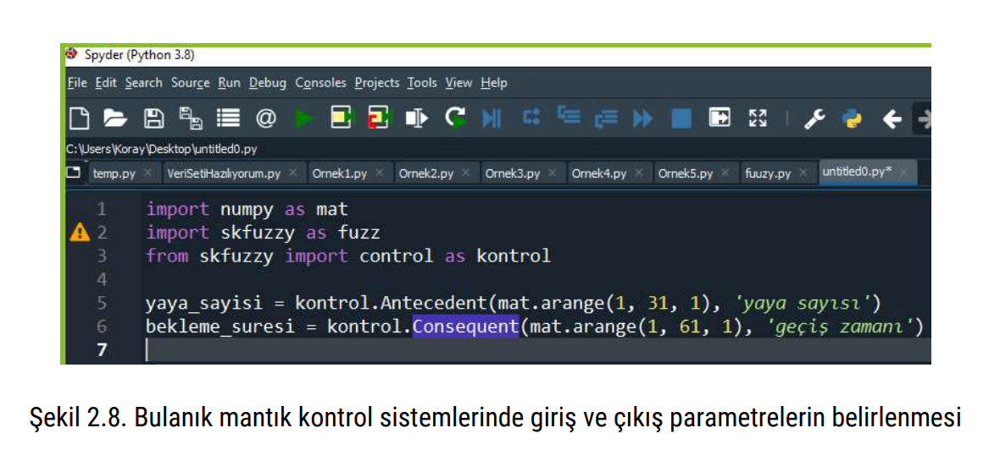 Spyder (Python 3.8)
File Edit Search Source Run Debug Consoles Projects Tools View Help
C:\Users\Koray\Desktop\untitled0.py
temp.py VeriSetiHazılıyorum.py Ornek1.py Ornek2.py Ornek3.py Ornek4.py Ornek5.py fuuzy.py untitled0.py*
1 import numpy as mat
2 import skfuzzy as fuzz
3 from skfuzzy import control as kontrol
4
5 yaya_sayisi = kontrol.Antecedent(mat.arange(1, 31, 1), 'yaya sayısı')
6 bekleme_suresi = kontrol.Consequent(mat.arange(1, 61, 1), 'geçiş zamanı')
7
Şekil 2.8. Bulanık mantık kontrol sistemlerinde giriş ve çıkış parametrelerin belirlenmesi